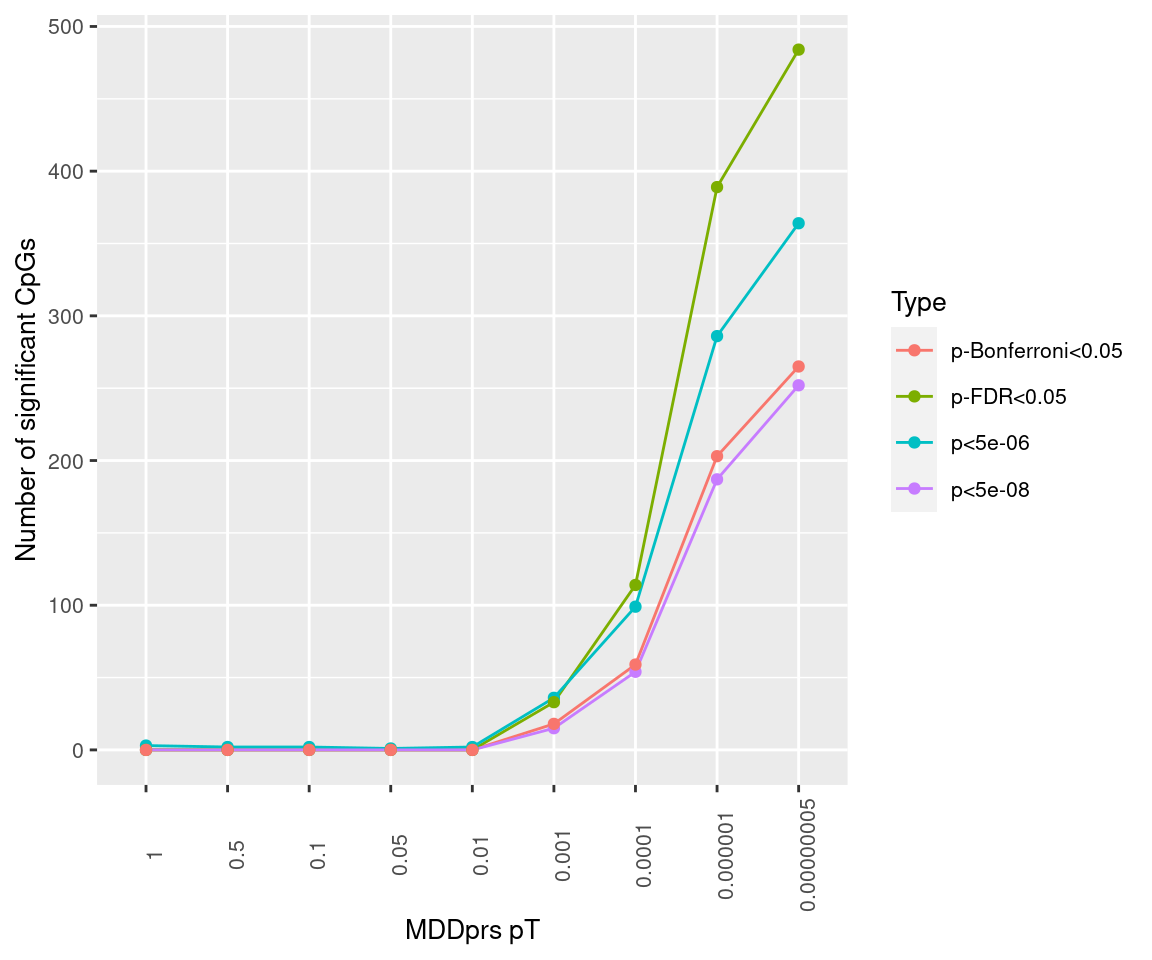 500
400
300
200
100
0
Number of significant CpGs
1
0.5
0.1
0.05
0.01
0.001
0.0001
0.000001
0.00000005
MDDprs pT
Type
p-Bonferroni<0.05
p-FDR<0.05
p<5e-06
p<5e-08